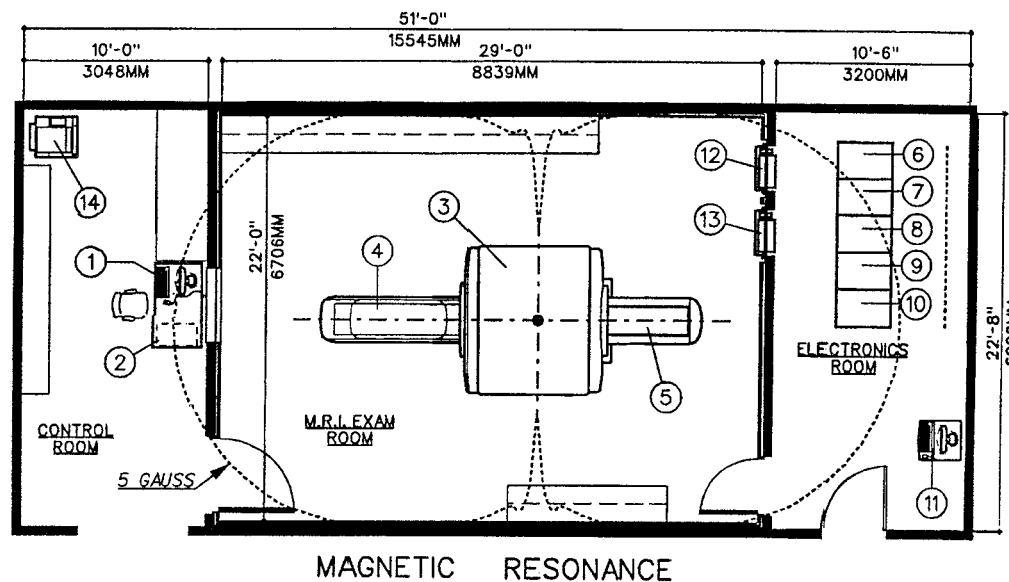 51'-0"
15545MM
10'-0"
3048MM
29'-0"
8839MM
10'-6"
3200MM
14
12
6
7
13
8
3
4
1
9
10
2
22'-0"
6706MM
22'-8"
ELECTRONICS
ROOM
5
CONTROL
ROOM
M.R.I. EXAM
ROOM
5 GAUSS
11
MAGNETIC RESONANCE